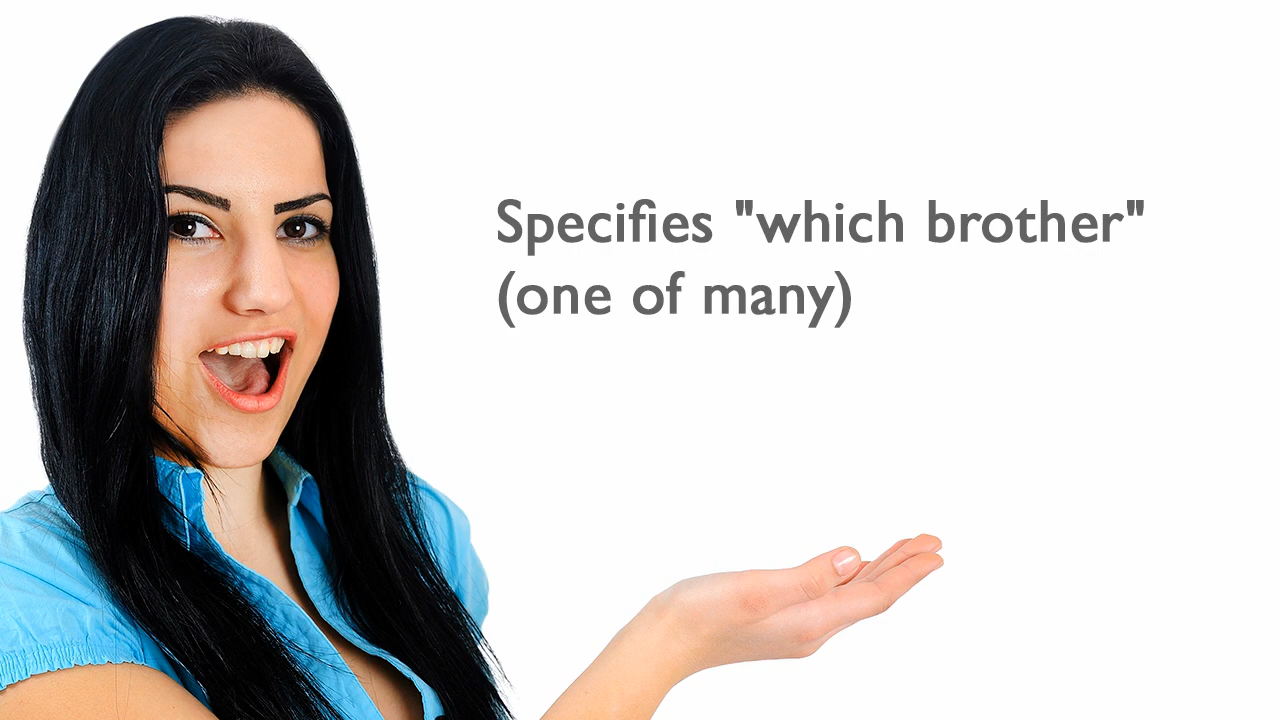 Specifies "which brother"
(one of many)